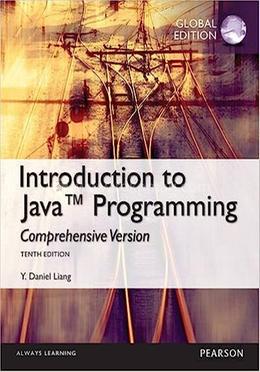 GLOBAL
EDITION
Introduction to
Java™ Programming
Comprehensive Version
TENTH EDITION
Y. Daniel Liang
ALWAYS LEARNING
PEARSON